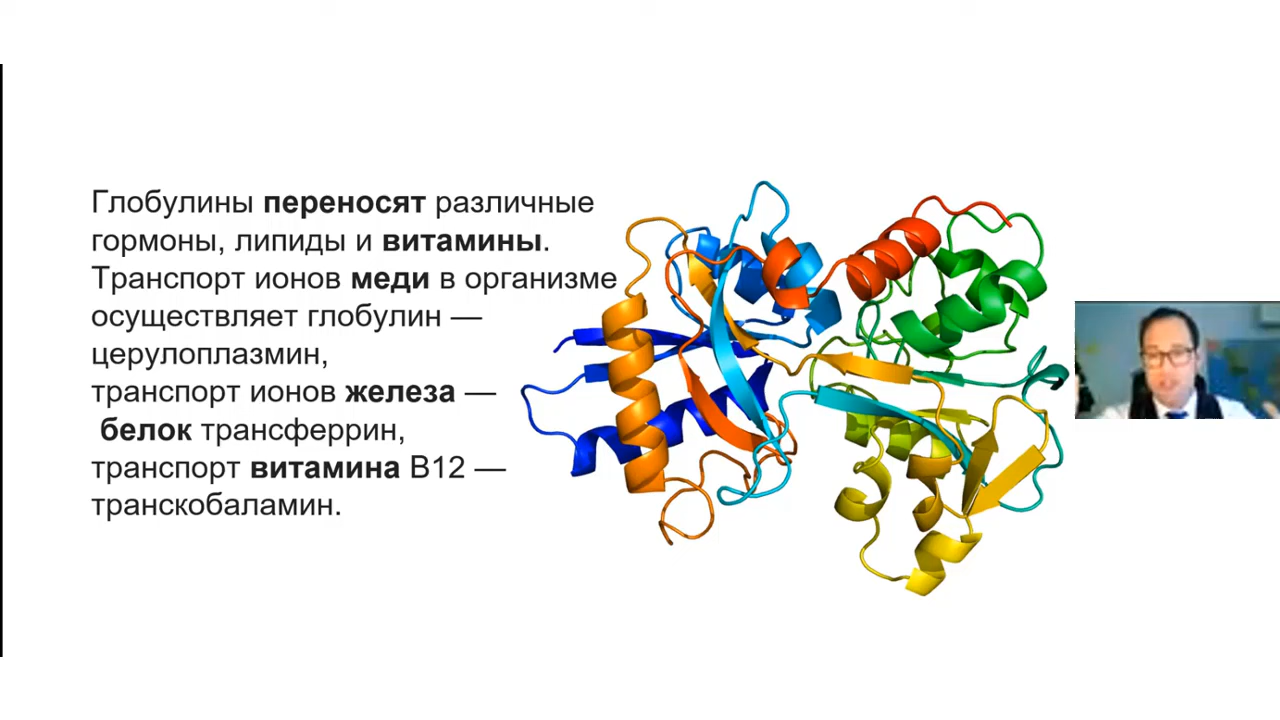 Глобулины переносят различные
гормоны, липиды и витамины.
Транспорт ионов меди в организме
осуществляет глобулин —
церулоплазмин,
транспорт ионов железа —
белок трансферрин,
транспорт витамина B12 —
транскобаламин.